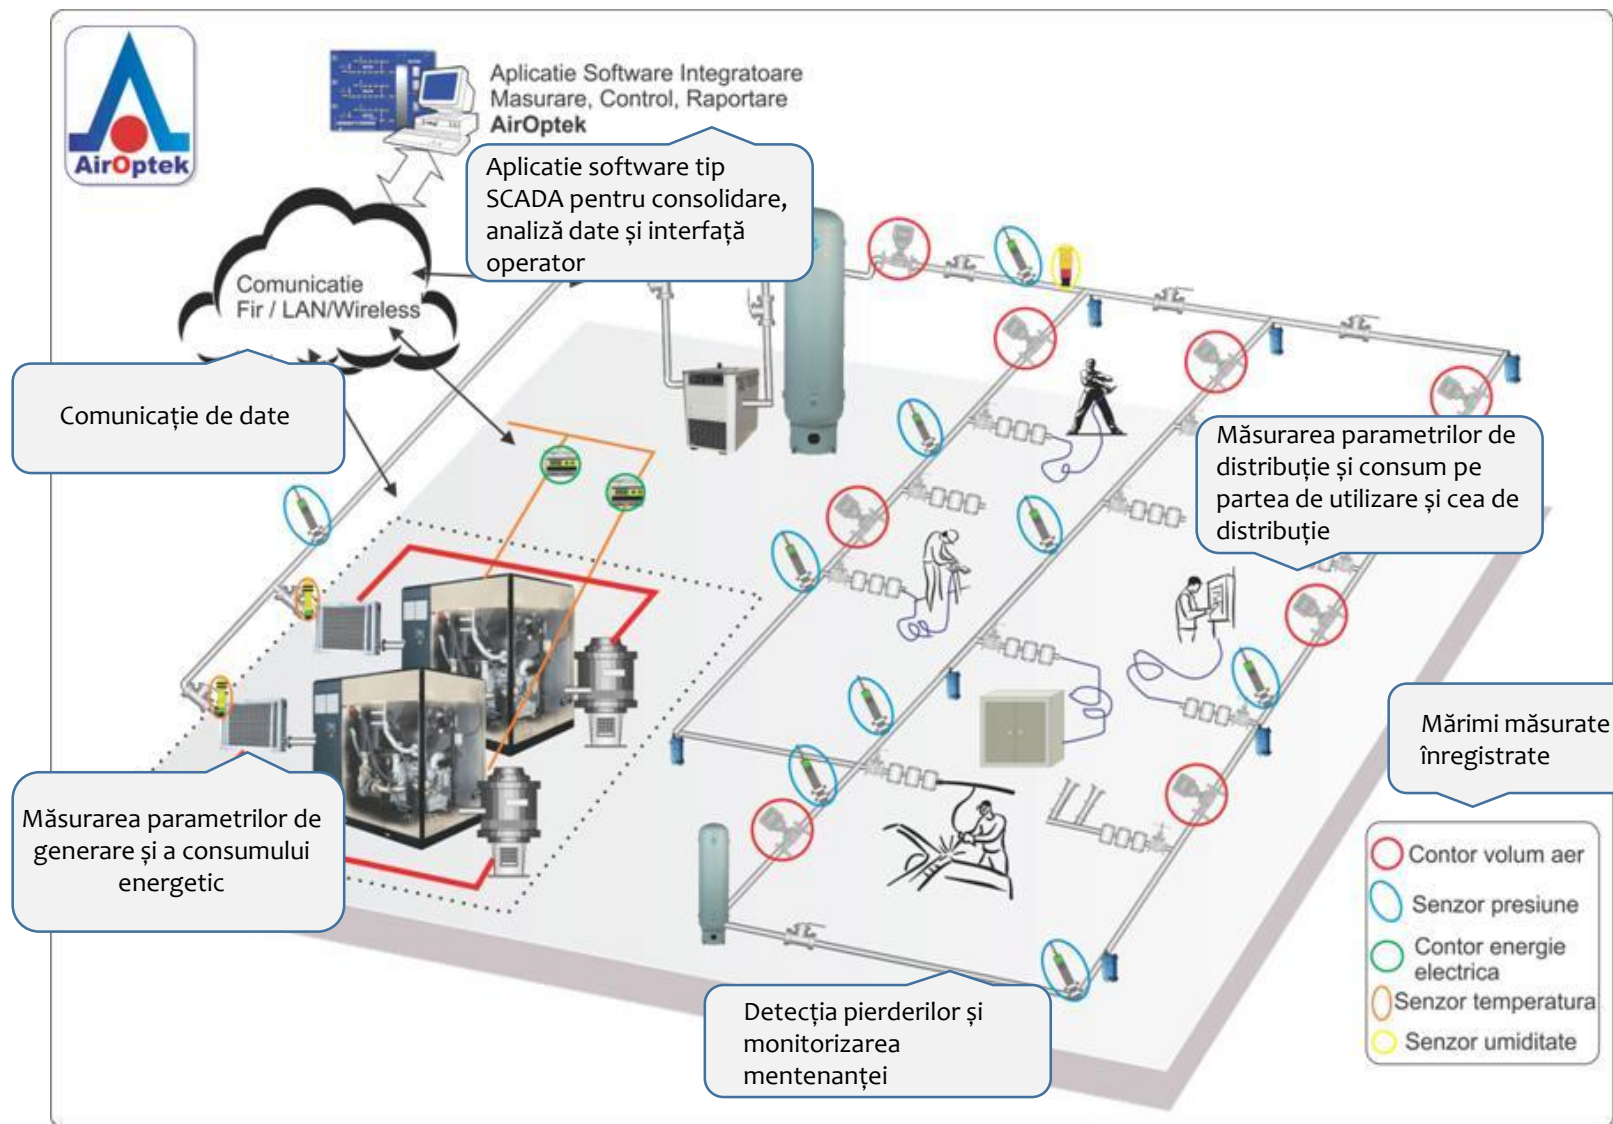 AirOptek
Aplicatie Software Integratoare
Masurare, Control, Raportare
AirOptek
Aplicatie software tip
SCADA pentru consolidare,
analiză date și interfață
operator
Comunicatie
Fir / LAN/Wireless
Comunicație de date
Măsurarea parametrilor de
distribuție și consum pe
partea de utilizare și cea de
distribuție
Mărimi măsurate
înregistrate
Măsurarea parametrilor de
generare și a consumului
energetic
Detecția pierderilor și
monitorizarea
mentenanței
Contor volum aer
Senzor presiune
Contor energie
electrica
Senzor temperatura
Senzor umiditate